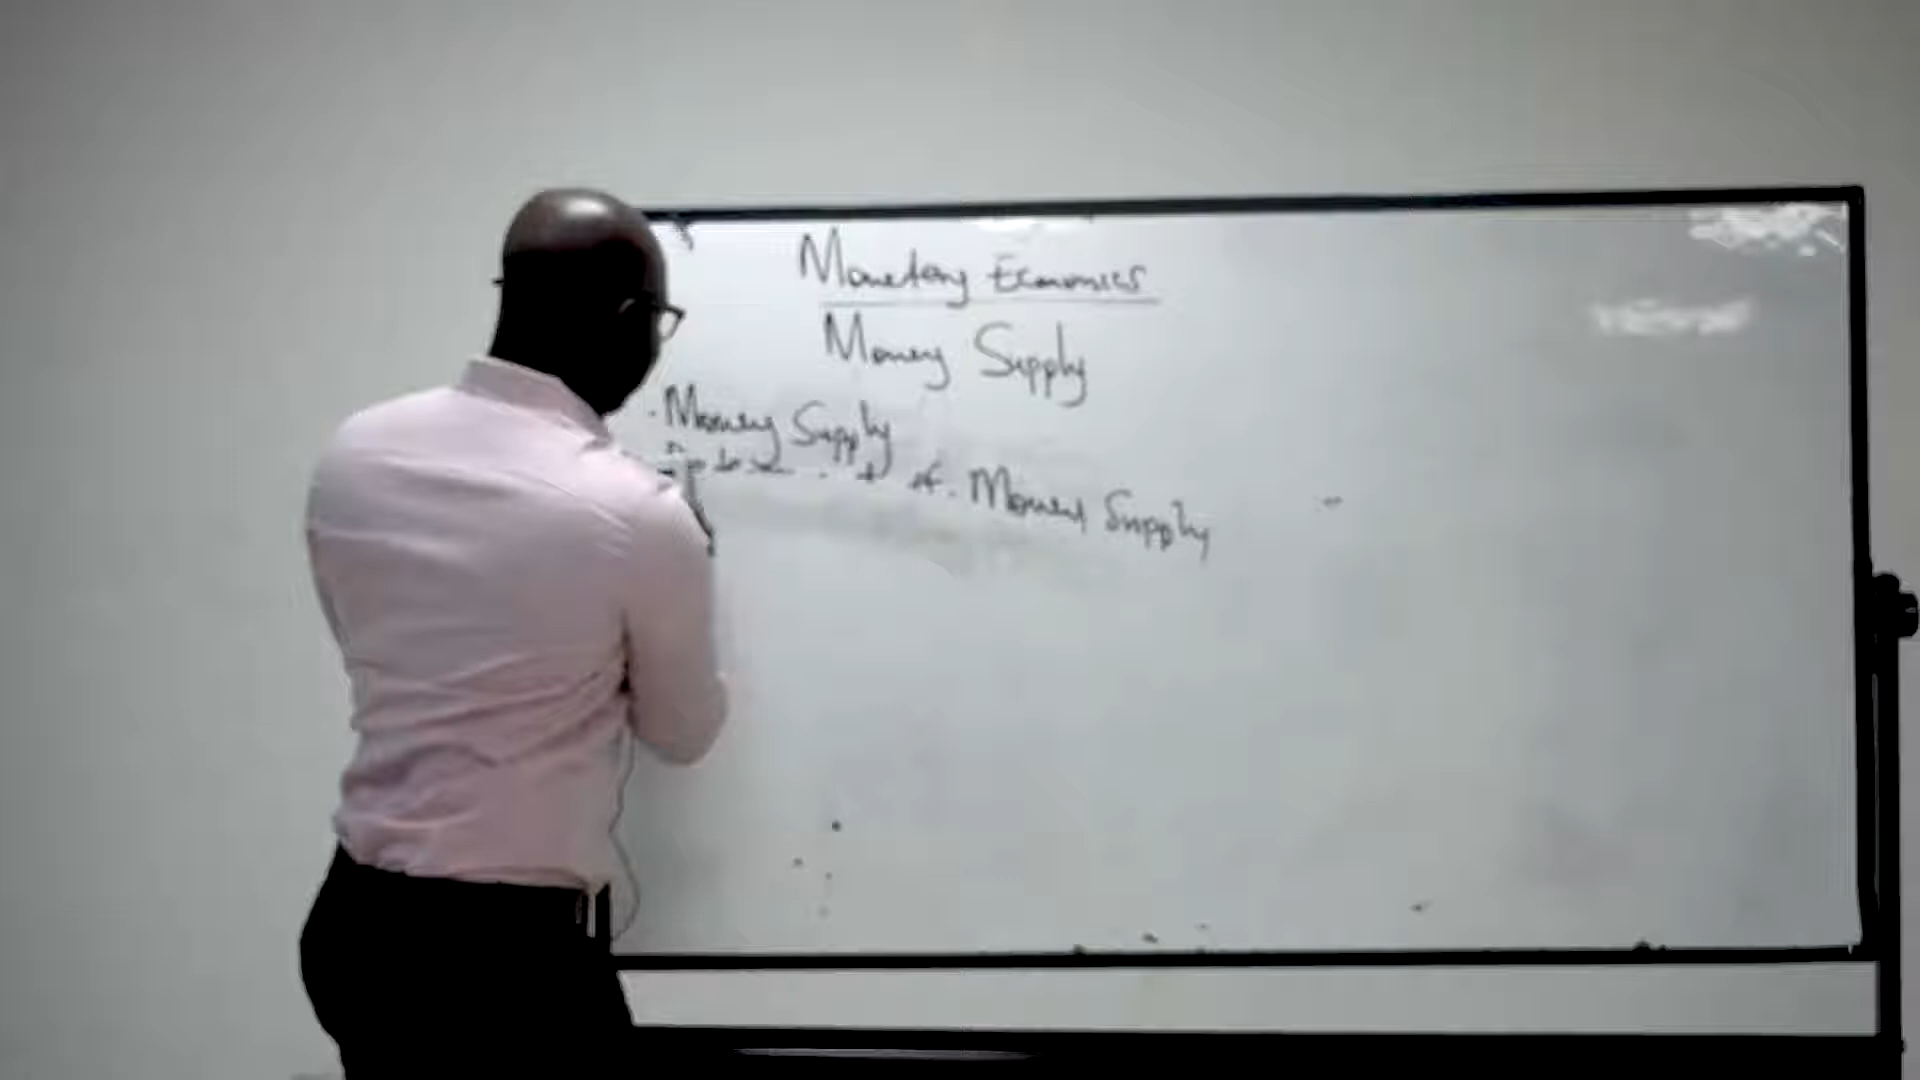 Monetary Economics
Money Supply
. Money Supply
of . Money Supply